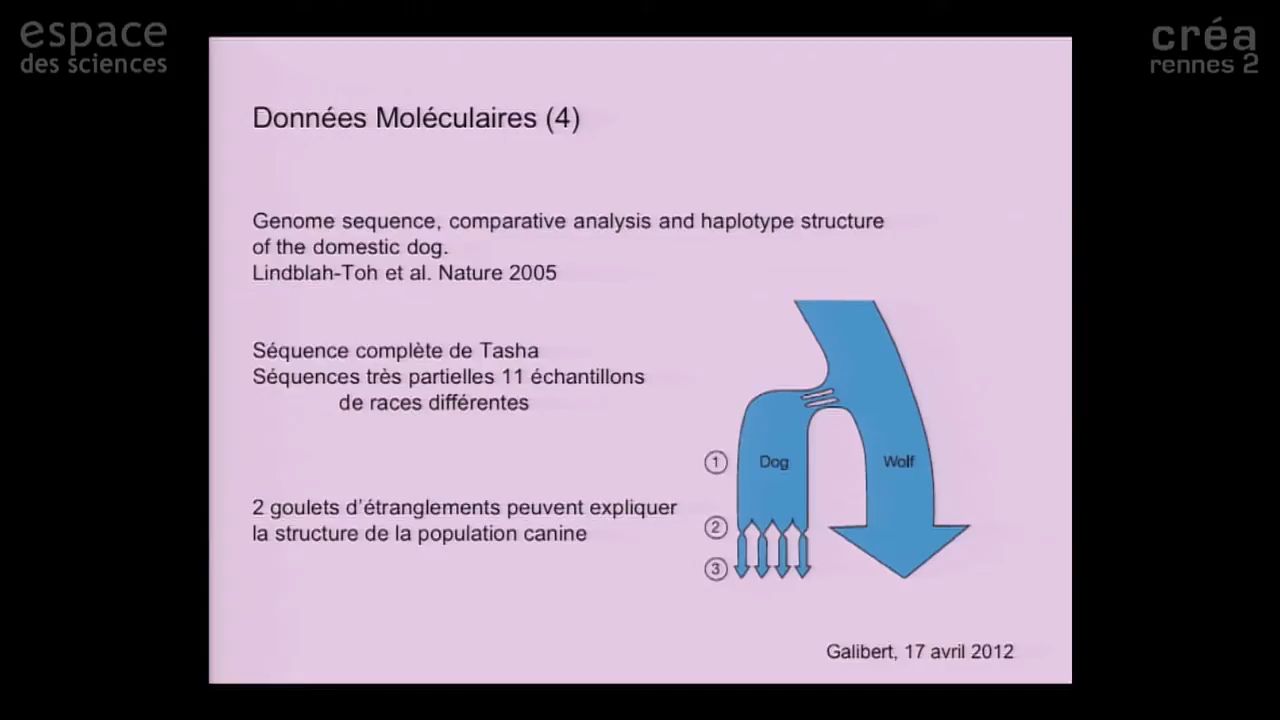 espace
des sciences
créa
rennes 2
Données Moléculaires (4)
Genome sequence, comparative analysis and haplotype structure
of the domestic dog.
Lindblah-Toh et al. Nature 2005
Séquence complète de Tasha
Séquences très partielles 11 échantillons
de races différentes
2 goulets d'étranglements peuvent expliquer
la structure de la population canine
1
Dog
Wolf
2
3
Galibert, 17 avril 2012